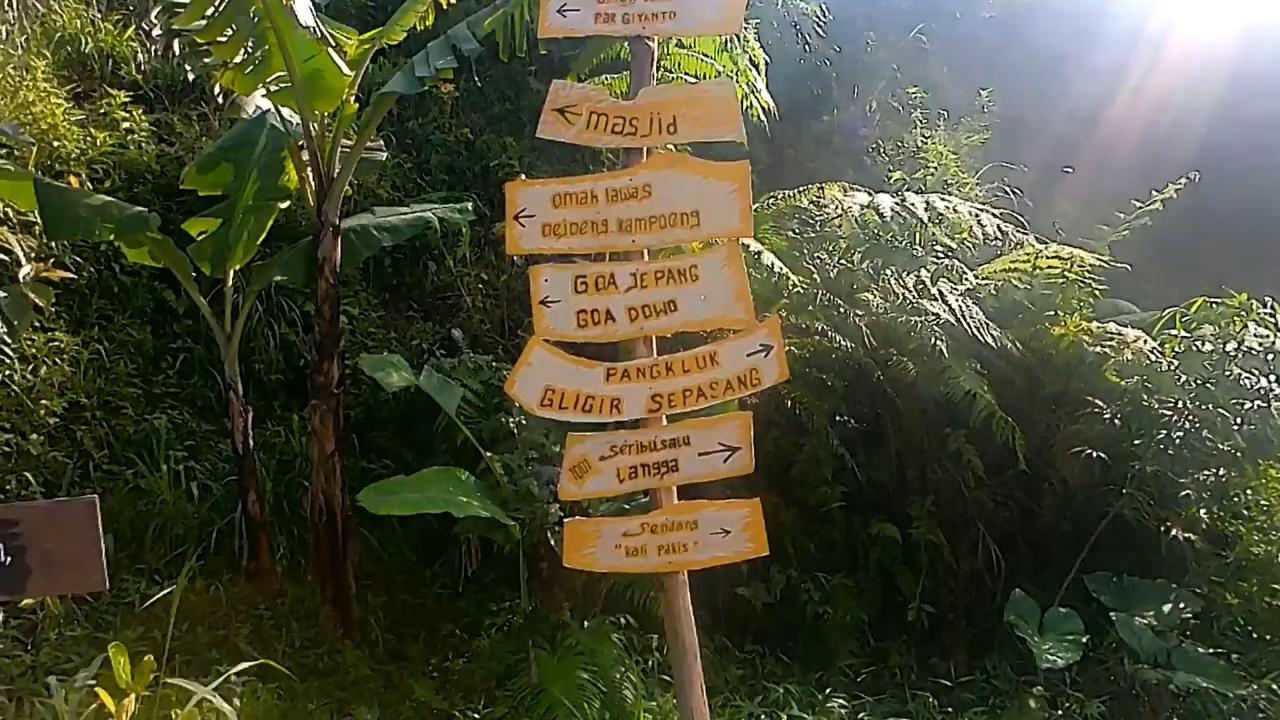 PAK GIYANTO
masjid
omah lawas
nejoeng kampoeng
GOA JEPANG
GOA DOWO
PANGKLUK
GLIGIR SEPASANG
1001 seribusatu
tangga
Sendang
"kali pakis"